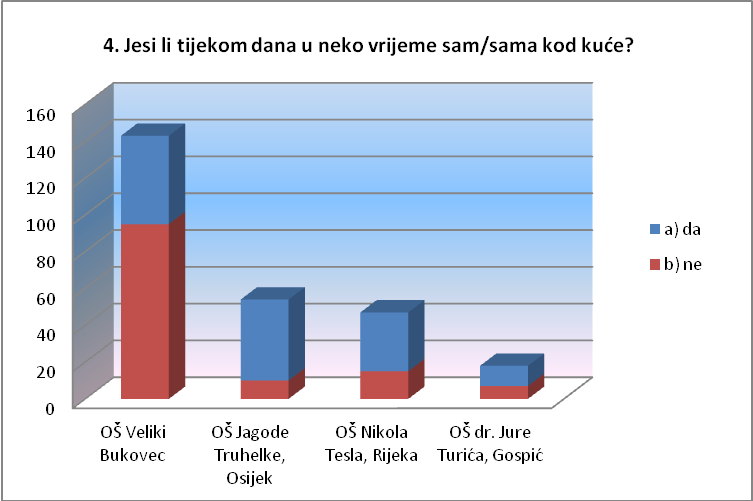 4. Jesi li tijekom dana u neko vrijeme sam/sama kod kuće?
160
140
120
100
80
60
40
20
0
OŠ Veliki
Bukovec
OŠ Jagode
Truhelke,
Osijek
OŠ Nikola
Tesla, Rijeka
OŠ dr. Jure
Turića, Gospić
a) da
b) ne